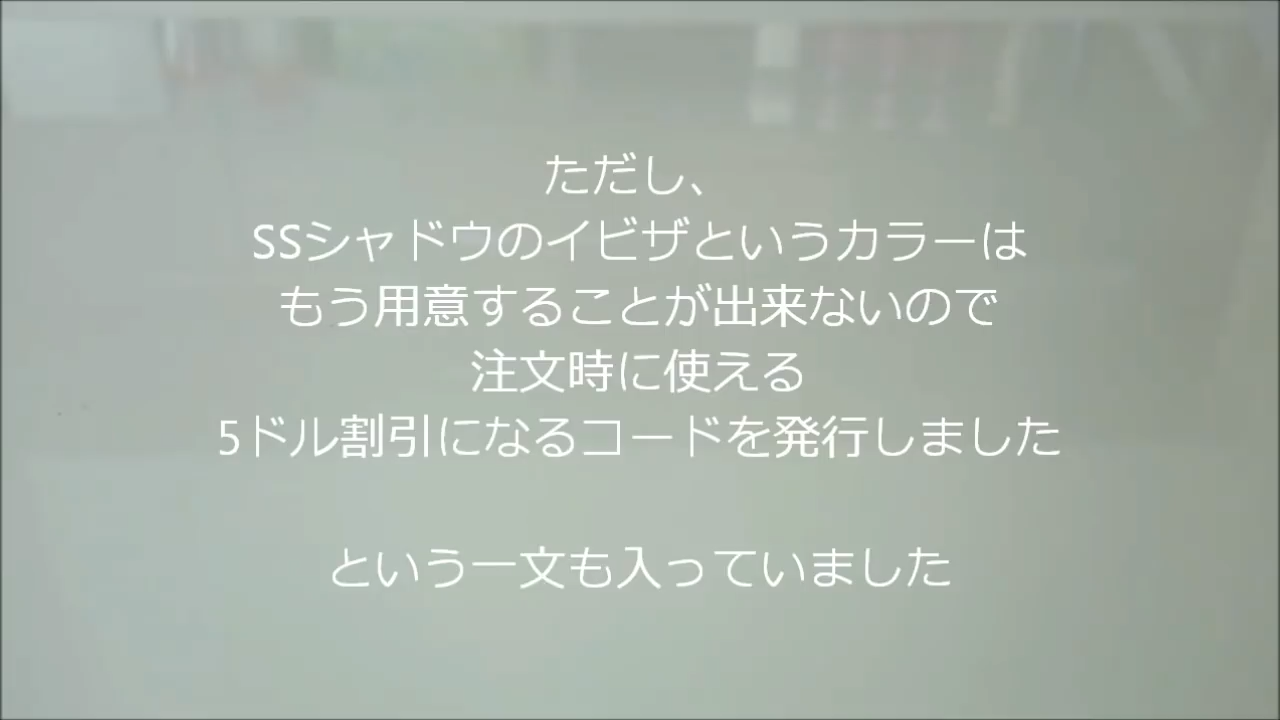 ただし、
SSシャドウのイビザというカラーは
もう用意することが出来ないので
注文時に使える
5ドル割引になるコードを発行しました
という一文も入っていました